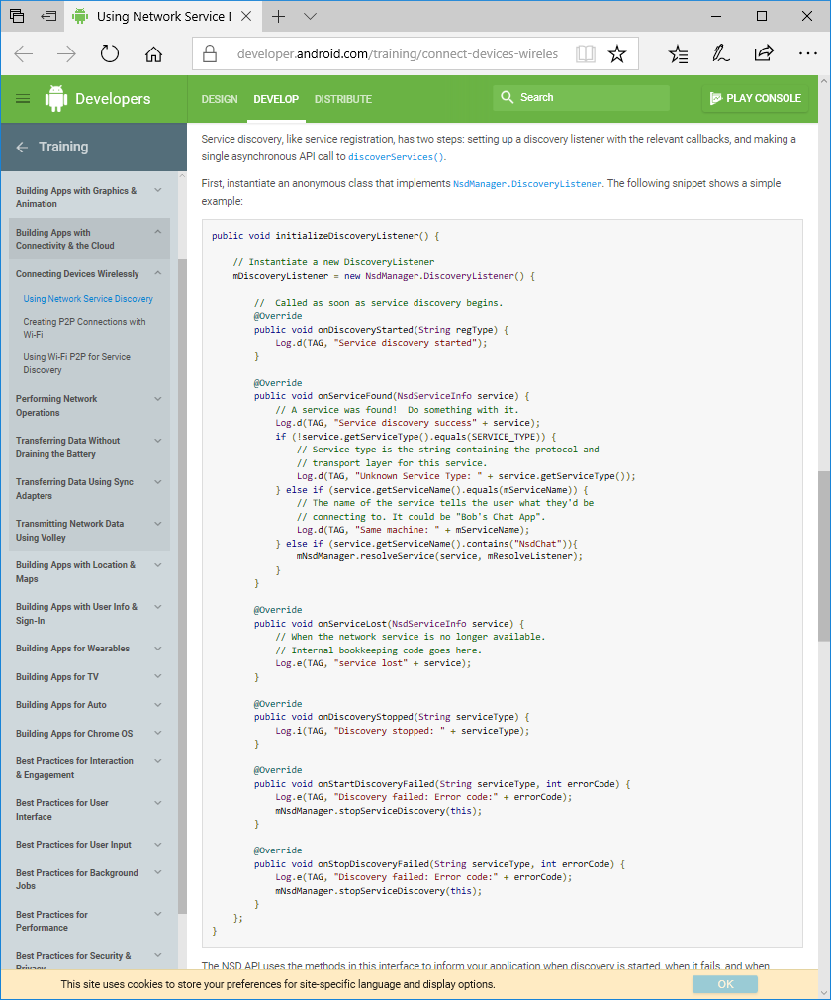 Using Network Service D
developer.android.com/training/connect-devices-wireles
Developers
DESIGN DEVELOP DISTRIBUTE
Search
PLAY CONSOLE
Training
Building Apps with Graphics &
Animation
Building Apps with
Connectivity & the Cloud
Connecting Devices Wirelessly
Using Network Service Discovery
Creating P2P Connections with
Wi-Fi
Using Wi-Fi P2P for Service
Discovery
Performing Network
Operations
Transferring Data Without
Draining the Battery
Transferring Data Using Sync
Adapters
Transmitting Network Data
Using Volley
Building Apps with Location &
Maps
Building Apps with User Info &
Sign-In
Building Apps for Wearables
Building Apps for TV
Building Apps for Auto
Building Apps for Chrome OS
Best Practices for Interaction
& Engagement
Best Practices for User
Interface
Best Practices for User Input
Best Practices for Background
Jobs
Best Practices for
Performance
Best Practices for Security &
Privacy
Service discovery, like service registration, has two steps: setting up a discovery listener with the relevant callbacks, and making a
single asynchronous API call to discoverServices().
First, instantiate an anonymous class that implements NsdManager.DiscoveryListener. The following snippet shows a simple
example:
public void initializeDiscoveryListener() {
// Instantiate a new DiscoveryListener
mDiscoveryListener = new NsdManager.DiscoveryListener() {
//  Called as soon as service discovery begins.
@Override
public void onDiscoveryStarted(String regType) {
Log.d(TAG, "Service discovery started");
}
@Override
public void onServiceFound(NsdServiceInfo service) {
// A service was found!  Do something with it.
Log.d(TAG, "Service discovery success" + service);
if (!service.getServiceType().equals(SERVICE_TYPE)) {
// Service type is the string containing the protocol and
// transport layer for this service.
Log.d(TAG, "Unknown Service Type: " + service.getServiceType());
} else if (service.getServiceName().equals(mServiceName)) {
// The name of the service tells the user what they'd be
// connecting to. It could be "Bob's Chat App".
Log.d(TAG, "Same machine: " + mServiceName);
} else if (service.getServiceName().contains("NsdChat")){
mNsdManager.resolveService(service, mResolveListener);
}
}
@Override
public void onServiceLost(NsdServiceInfo service) {
// When the network service is no longer available.
// Internal bookkeeping code goes here.
Log.e(TAG, "service lost" + service);
}
@Override
public void onDiscoveryStopped(String serviceType) {
Log.i(TAG, "Discovery stopped: " + serviceType);
}
@Override
public void onStartDiscoveryFailed(String serviceType, int errorCode) {
Log.e(TAG, "Discovery failed: Error code:" + errorCode);
mNsdManager.stopServiceDiscovery(this);
}
@Override
public void onStopDiscoveryFailed(String serviceType, int errorCode) {
Log.e(TAG, "Discovery failed: Error code:" + errorCode);
mNsdManager.stopServiceDiscovery(this);
}
};
}
The NSD API uses the methods in this interface to inform your application when discovery is started, when it fails, and when
This site uses cookies to store your preferences for site-specific language and display options.
OK